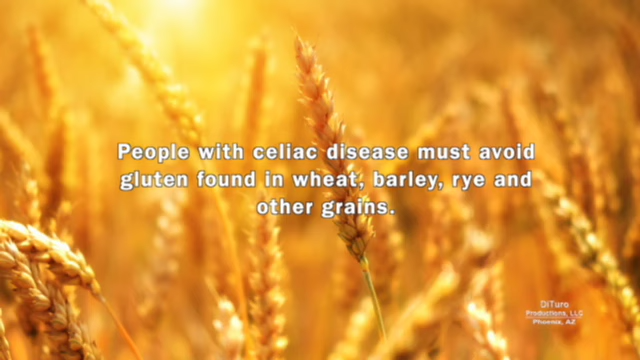 People with celiac disease must avoid
gluten found in wheat, barley, rye and
other grains.
DiTuro
Productions, LLC
Phoenix, AZ